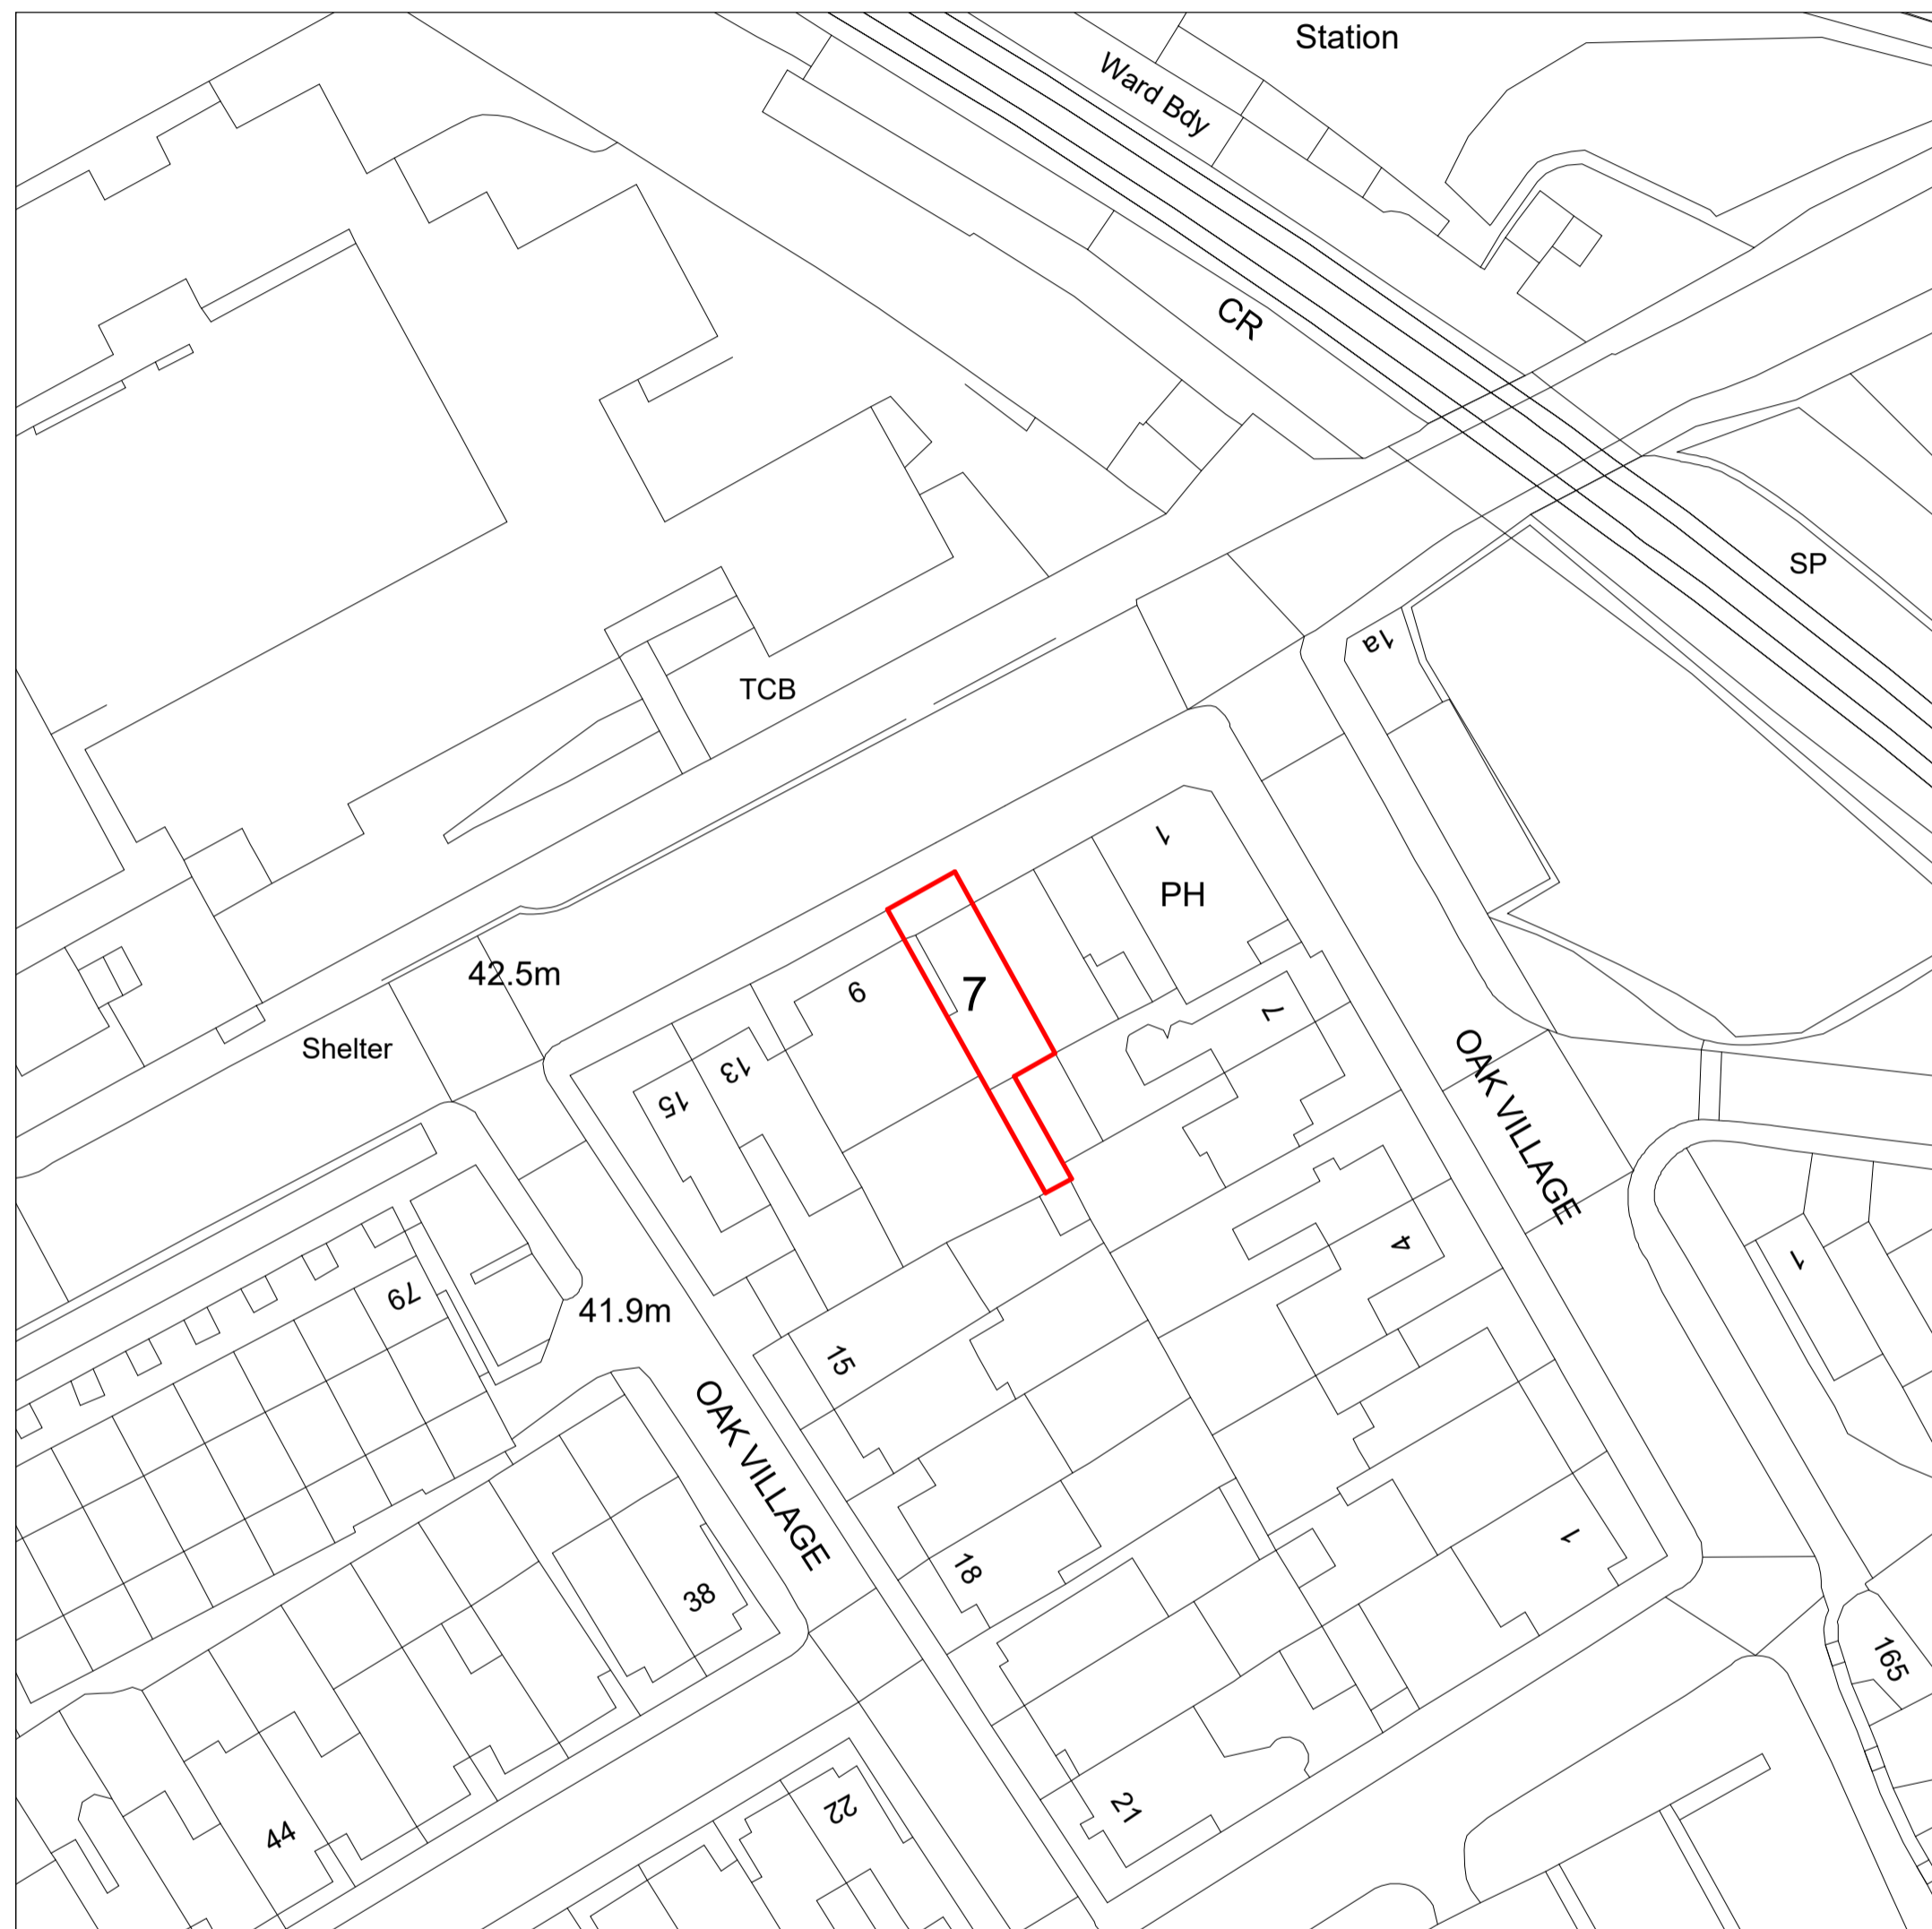 Station
Ward Bdy
CR
SP
1a
TCB
1
PH
42.5m
9
7
7
Shelter
13
15
OAK VILLAGE
4
1
79
41.9m
15
OAK VILLAGE
1
18
38
165
21
22
44